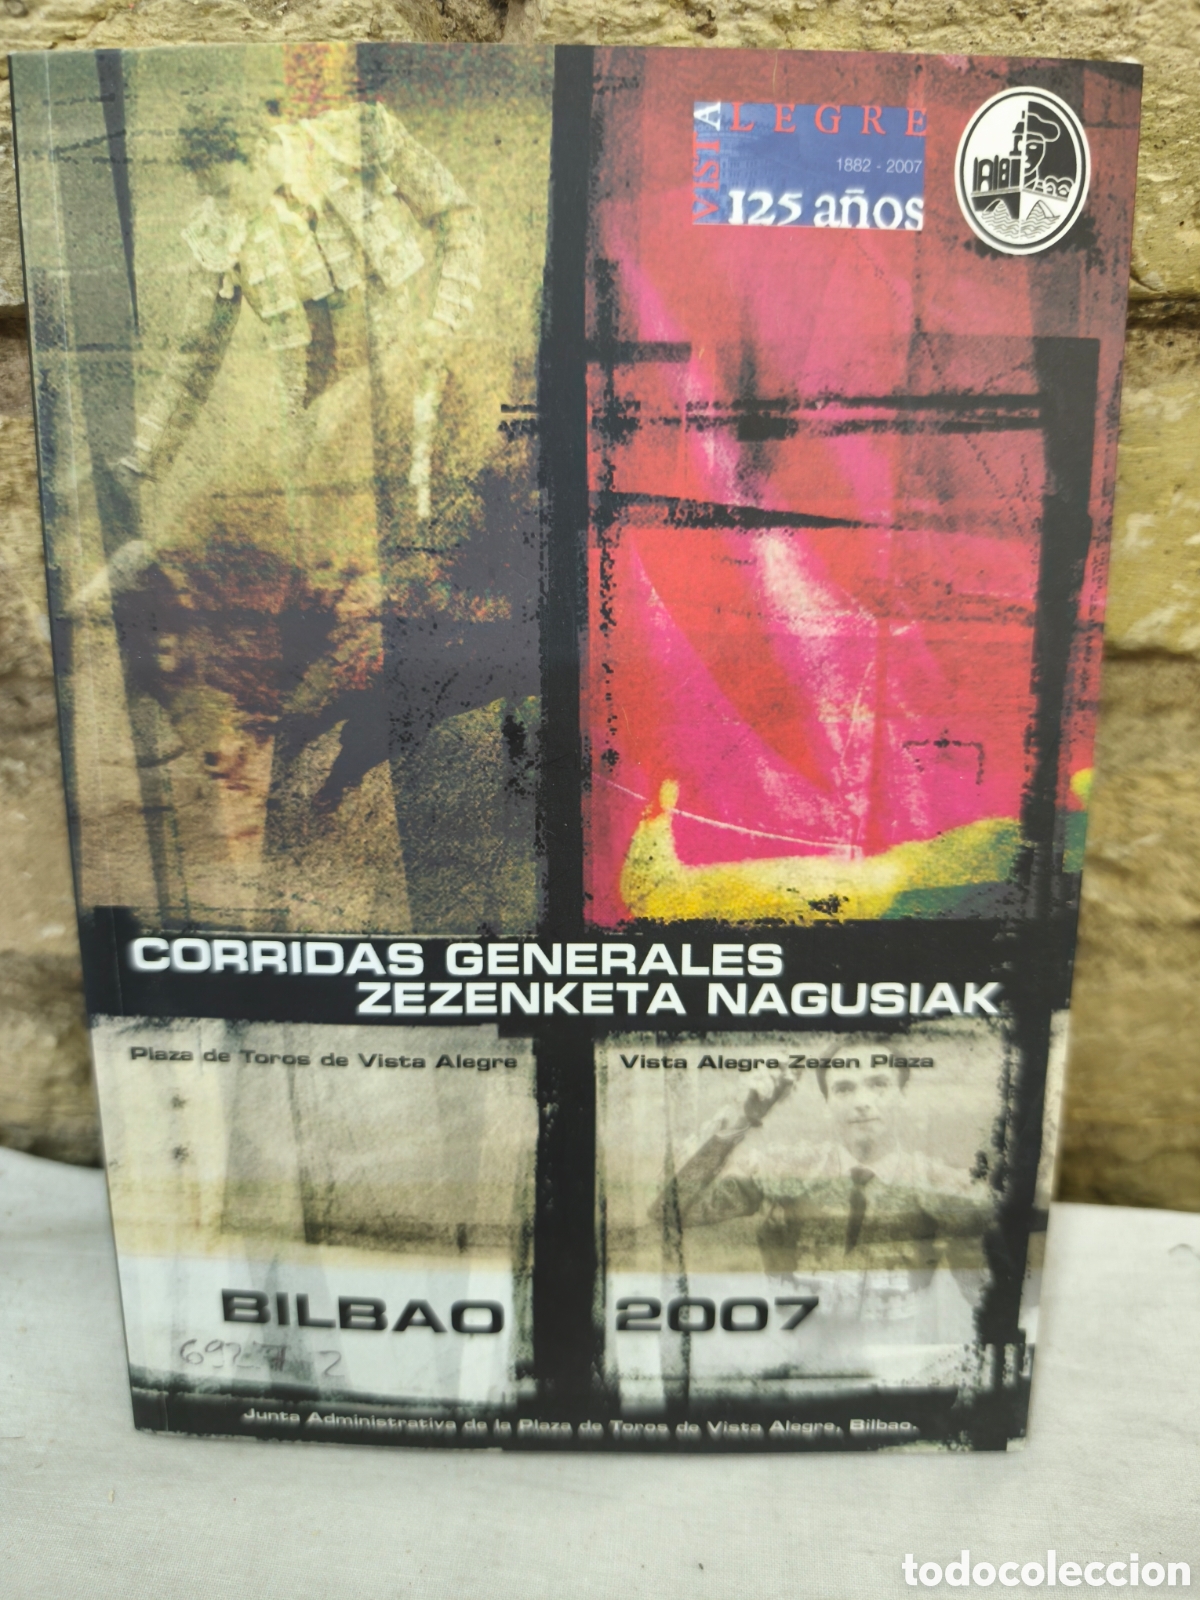 VISTA ALEGRE
1882 - 2007
125 años
CORRIDAS GENERALES
ZEZENKETA NAGUSIAK
Plaza de Toros de Vista Alegre
Vista Alegre Zezen Plaza
BILBAO
2007
Junta Administrativa de la Plaza de Toros de Vista Alegre, Bilbao.
todocoleccion